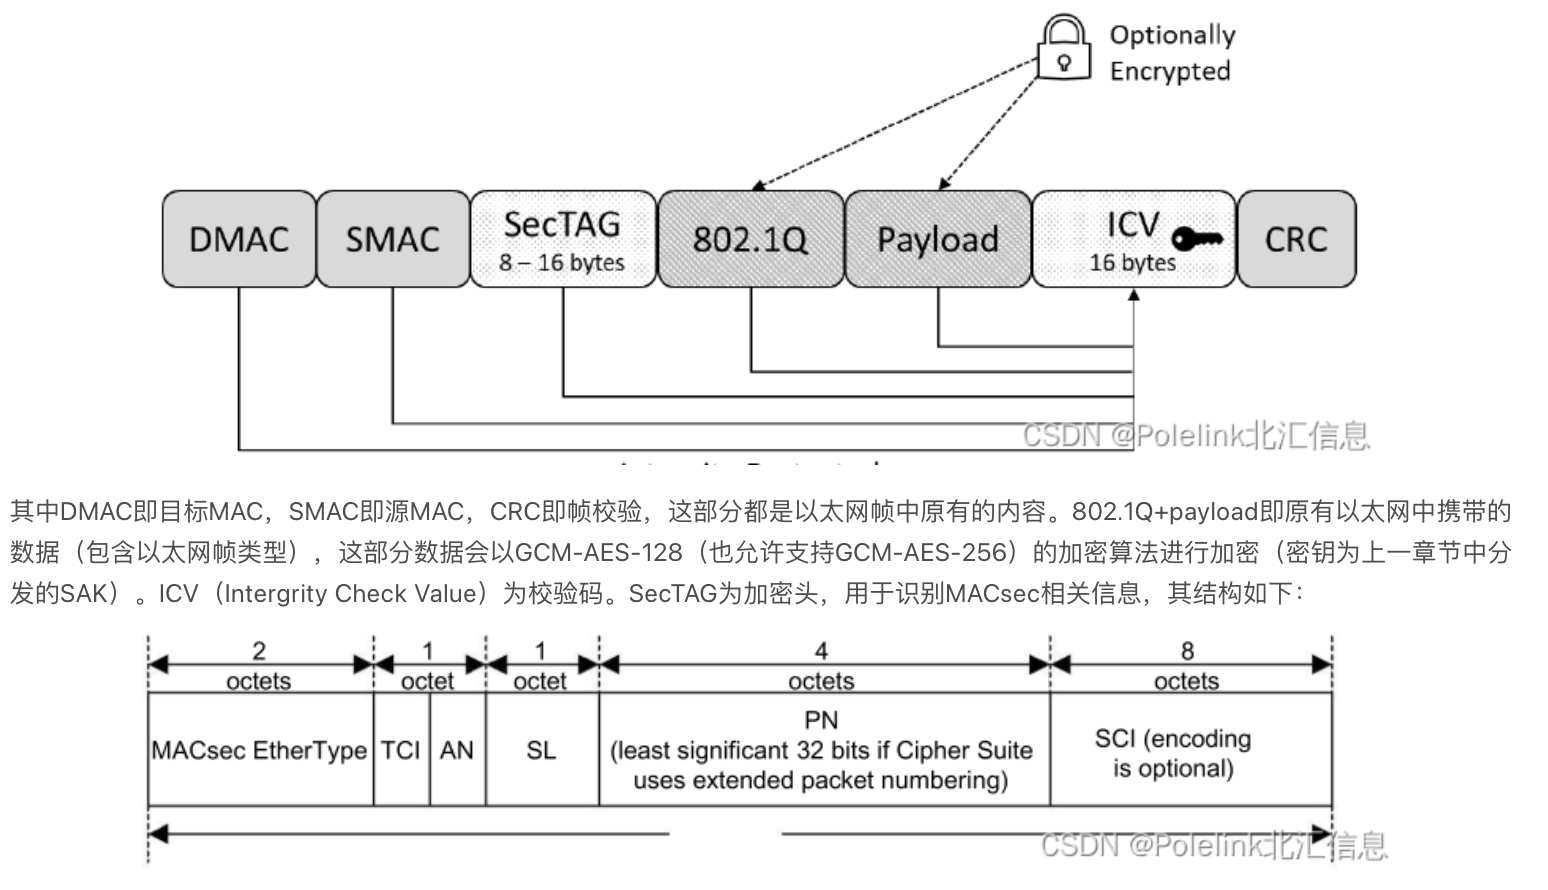 Optionally
Encrypted
DMAC
SMAC
SecTAG
8 – 16 bytes
802.1Q
Payload
ICV
16 bytes
CRC
CSDN @Polelink北汇信息
其中DMAC即目标MAC，SMAC即源MAC，CRC即帧校验，这部分都是以太网帧中原有的内容。802.1Q+payload即原有以太网中携带的
数据（包含以太网帧类型），这部分数据会以GCM-AES-128（也允许支持GCM-AES-256）的加密算法进行加密（密钥为上一章节中分
发的SAK）。ICV（Intergrity Check Value）为校验码。SecTAG为加密头，用于识别MACsec相关信息，其结构如下：
2
octets
1
octet
1
octet
4
octets
8
octets
MACsec EtherType
TCI
AN
SL
PN
(least significant 32 bits if Cipher Suite
uses extended packet numbering)
SCI (encoding
is optional)
CSDN @Polelink北汇信息